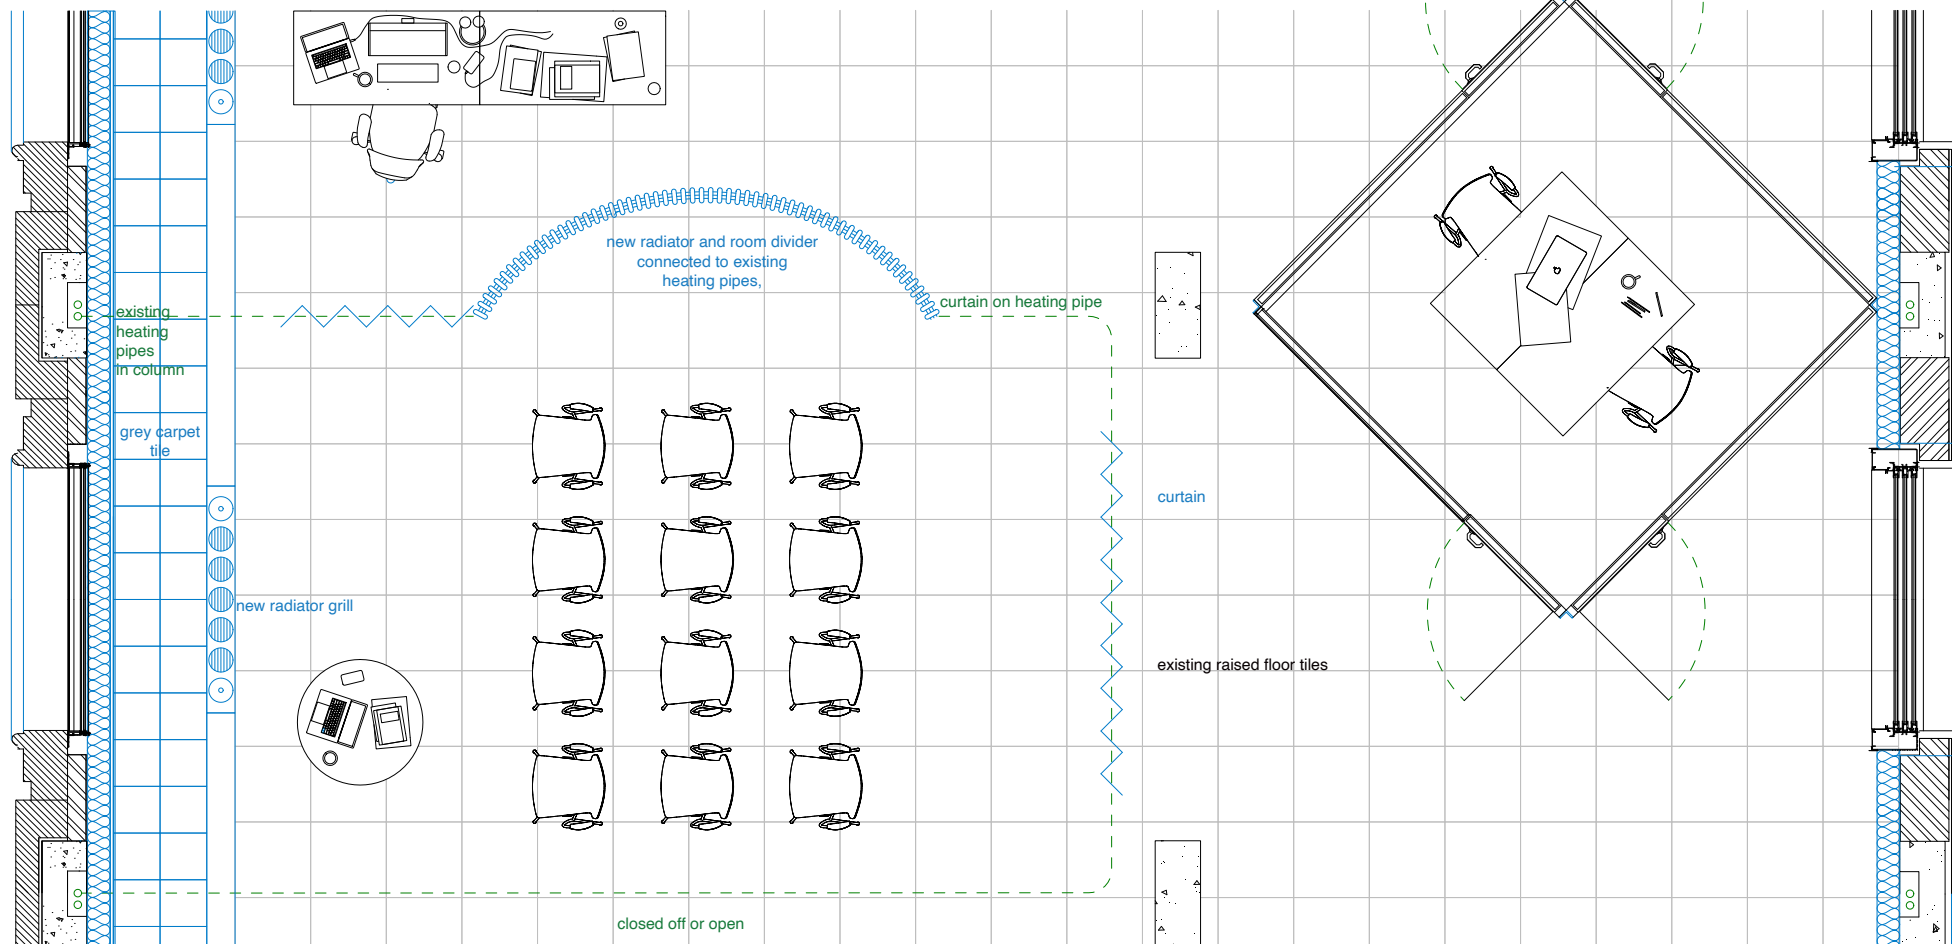 new radiator and room divider
connected to existing
heating pipes,
curtain on heating pipe
existing
heating
pipes
in column
grey carpet
tile
curtain
new radiator grill
existing raised floor tiles
closed off or open